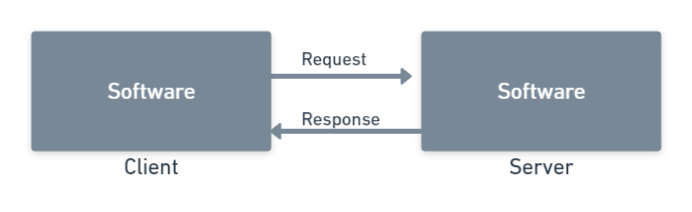 Request
Software
Software
Response
Client
Server